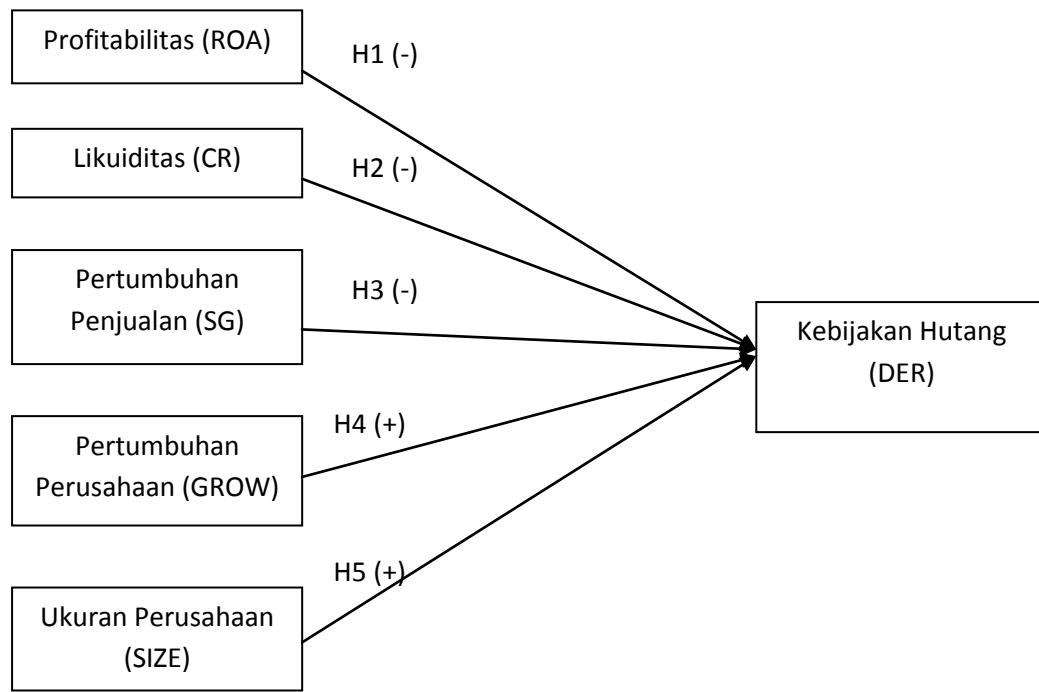 Profitabilitas (ROA)
H1 (-)
Likuiditas (CR)
H2 (-)
Pertumbuhan
Penjualan (SG)
H3 (-)
Kebijakan Hutang
(DER)
Pertumbuhan
Perusahaan (GROW)
H4 (+)
H5 (+)
Ukuran Perusahaan
(SIZE)